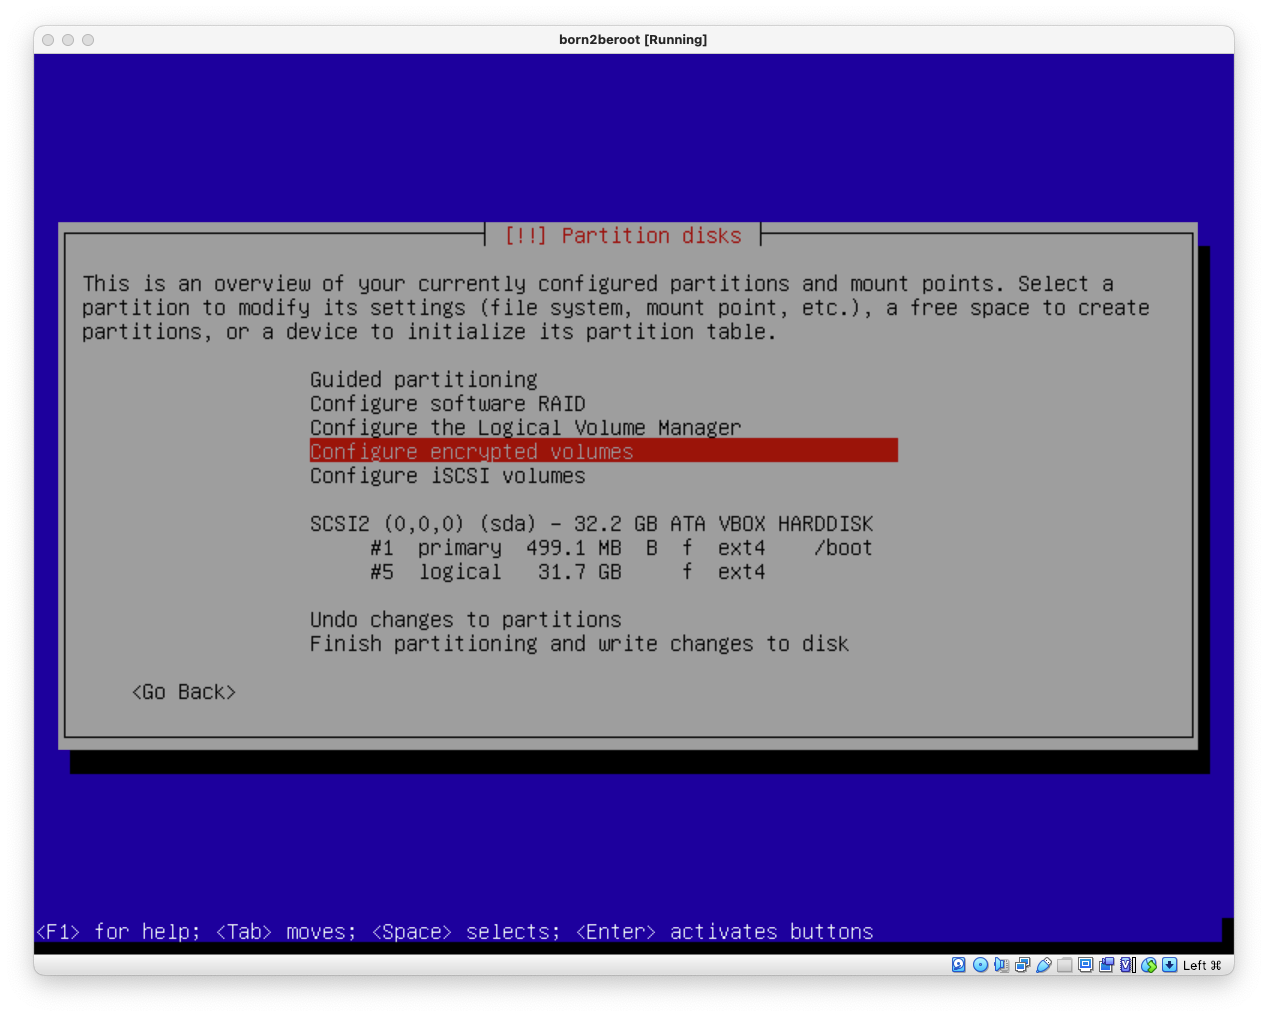 born2beroot [Running]
[!!] Partition disks
This is an overview of your currently configured partitions and mount points. Select a
partition to modify its settings (file system, mount point, etc.), a free space to create
partitions, or a device to initialize its partition table.
Guided partitioning
Configure software RAID
Configure the Logical Volume Manager
Configure encrypted volumes
Configure iSCSI volumes
SCSI2 (0,0,0) (sda) - 32.2 GB ATA VBOX HARDDISK
#1 primary 499.1 MB B f ext4 /boot
#5 logical 31.7 GB f ext4
Undo changes to partitions
Finish partitioning and write changes to disk
<Go Back>
<F1> for help; <Tab> moves; <Space> selects; <Enter> activates buttons
Left ⌘